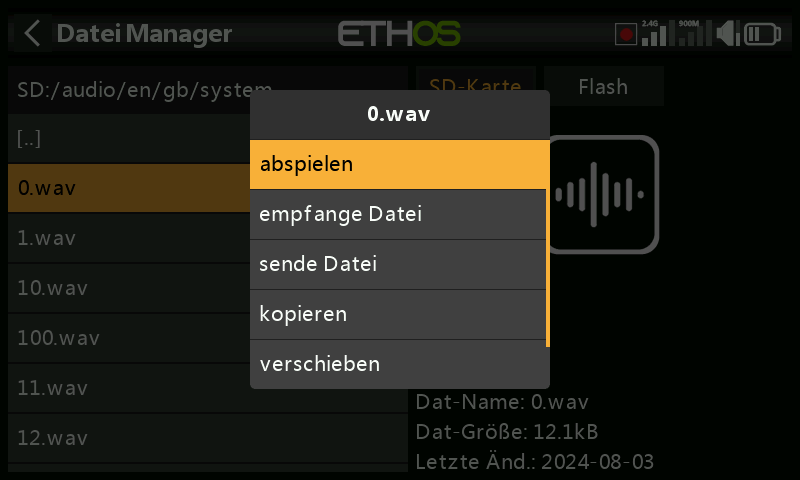 Datei Manager
ETHOS
2.4G
900M
SD:/audio/en/gb/system
SD-Karte
Flash
[..]
0.wav
1.wav
10.wav
100.wav
11.wav
12.wav
0.wav
abspielen
empfange Datei
sende Datei
kopieren
verschieben
Dat-Name: 0.wav
Dat-Größe: 12.1kB
Letzte Änd.: 2024-08-03